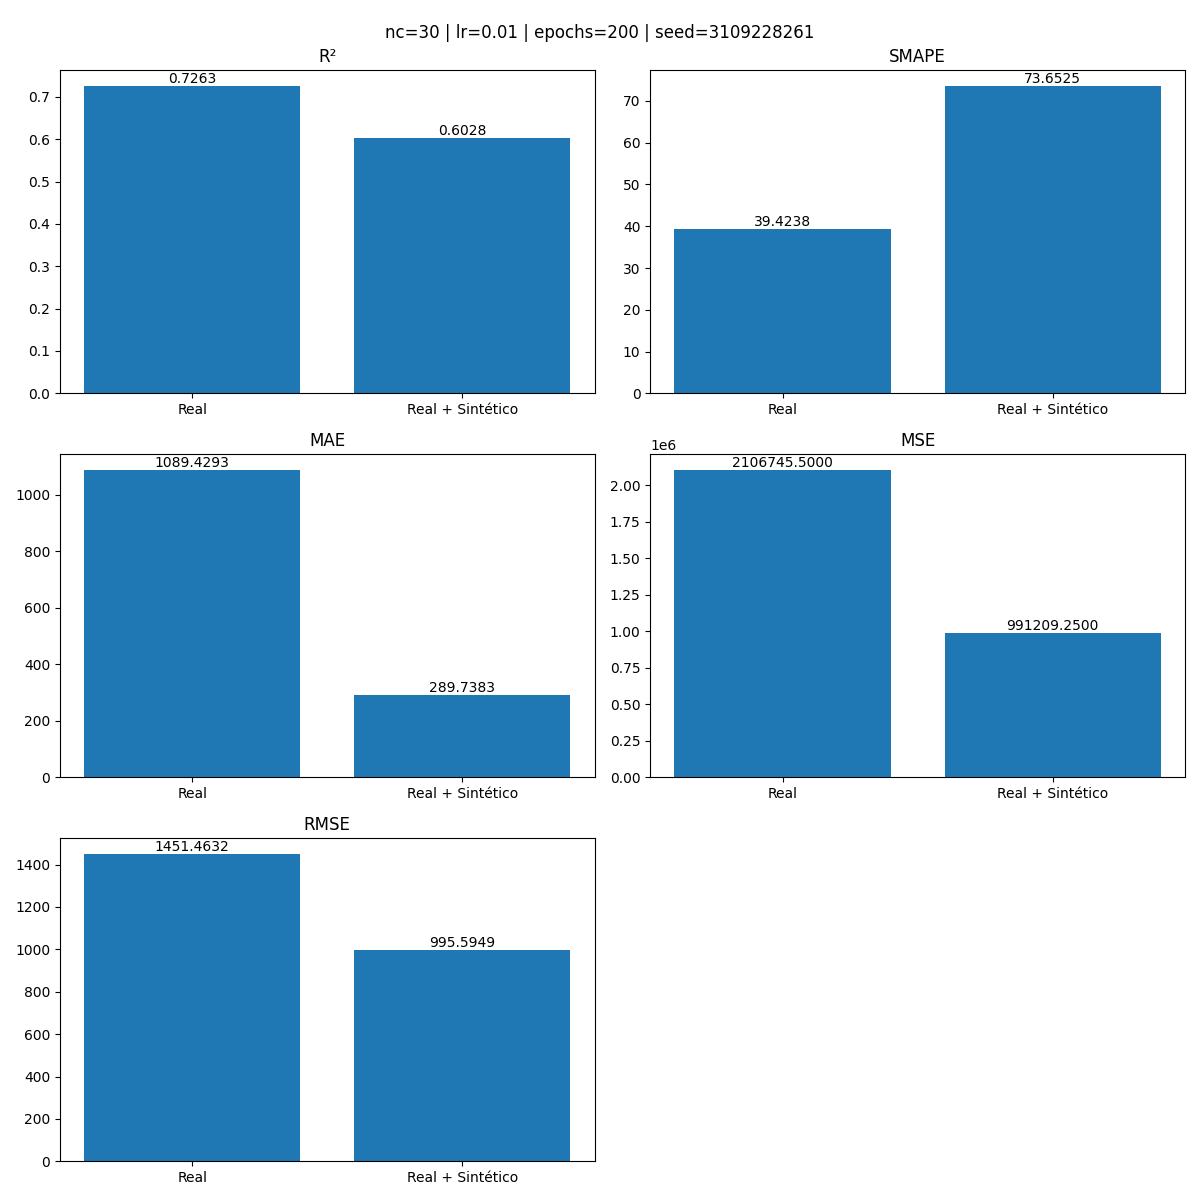 nc=30 | lr=0.01 | epochs=200 | seed=3109228261
R²
0.7263
0.6028
0.7
0.6
0.5
0.4
0.3
0.2
0.1
0.0
Real
Real + Sintético
SMAPE
73.6525
39.4238
70
60
50
40
30
20
10
0
Real
Real + Sintético
MAE
1089.4293
289.7383
1000
800
600
400
200
0
Real
Real + Sintético
1e6
MSE
2106745.5000
991209.2500
2.00
1.75
1.50
1.25
1.00
0.75
0.50
0.25
0.00
Real
Real + Sintético
RMSE
1451.4632
995.5949
1400
1200
1000
800
600
400
200
0
Real
Real + Sintético